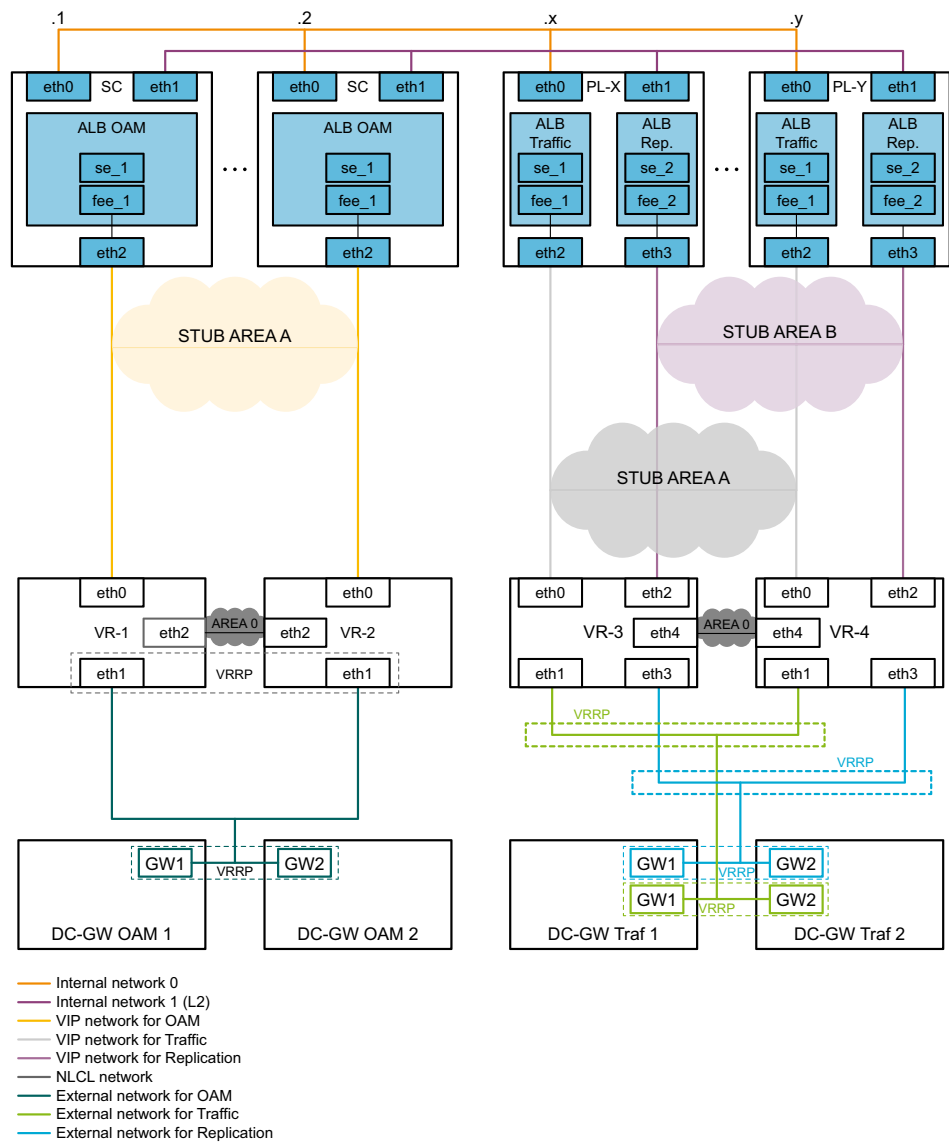 .1 .2 .x .y
eth0 SC eth1 eth0 SC eth1 eth0 PL-X eth1 eth0 PL-Y eth1
ALB OAM ALB OAM ALB Traffic ALB Rep. ALB Traffic ALB Rep.
se_1 se_1 se_1 se_2 se_1 se_2
... ...
fee_1 fee_1 fee_1 fee_2 fee_1 fee_2
eth2 eth2 eth2 eth3 eth2 eth3
STUB AREA A STUB AREA B
STUB AREA A
eth0 eth0 eth0 eth2 eth0 eth2
VR-1 eth2 AREA 0 eth2 VR-2 VR-3 eth4 AREA 0 eth4 VR-4
VRRP
eth1 eth1 eth1 eth3 eth1 eth3
VRRP
VRRP
GW1 VRRP GW2 GW1 VRRP GW2
GW1 VRRP GW2
DC-GW OAM 1 DC-GW OAM 2 DC-GW Traf 1 DC-GW Traf 2
Internal network 0
Internal network 1 (L2)
VIP network for OAM
VIP network for Traffic
VIP network for Replication
NLCL network
External network for OAM
External network for Traffic
External network for Replication